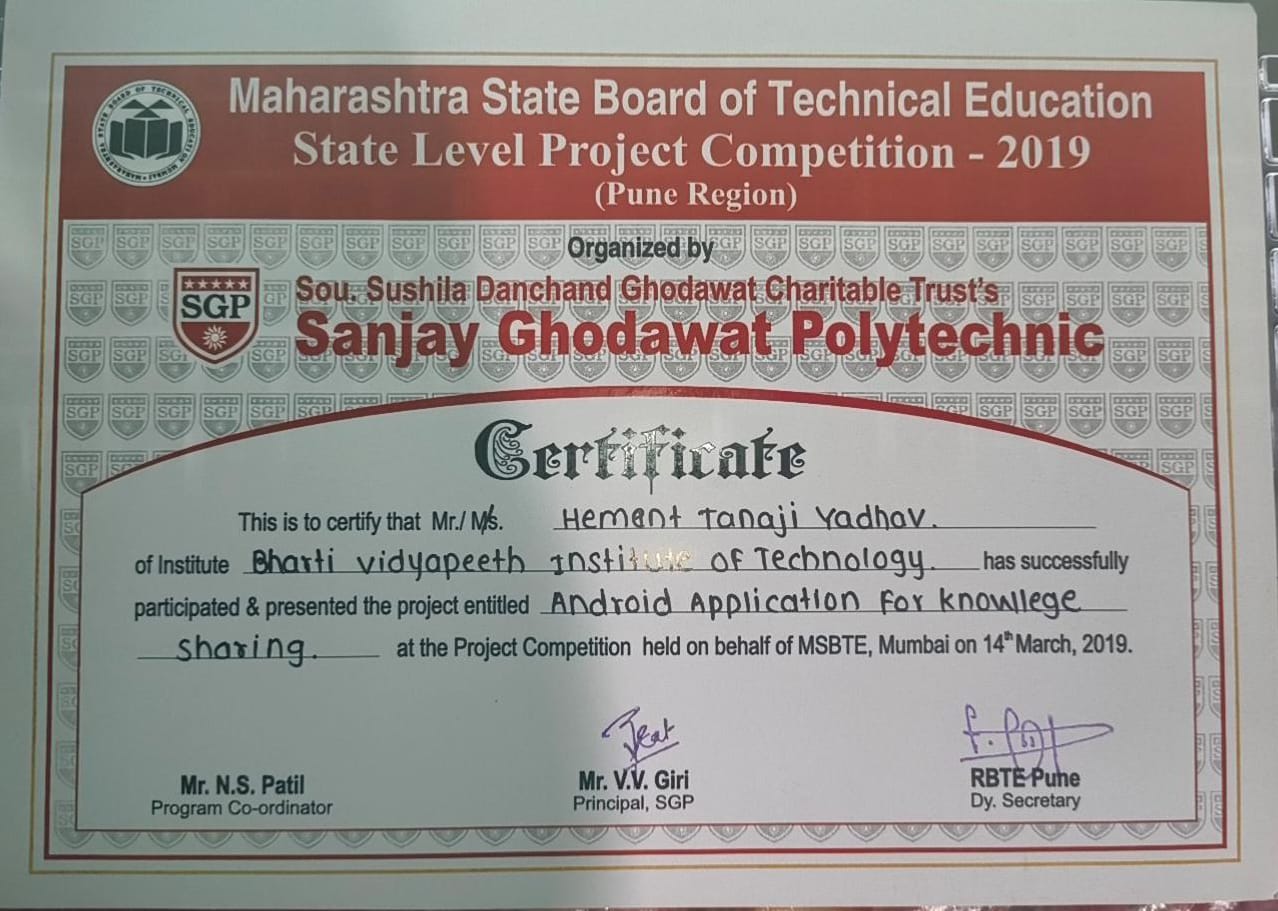 Maharashtra State Board of Technical Education
State Level Project Competition - 2019
(Pune Region)
Organized by
SGP
Sou. Sushila Danchand Ghodawat Charitable Trust's
Sanjay Ghodawat Polytechnic
Certificate
This is to certify that Mr./ Ms. Hemant Tanaji Yadhav.
of Institute Bharti vidyapeeth Institute of Technology. has successfully
participated & presented the project entitled Android Application For knowllege
sharing. at the Project Competition held on behalf of MSBTE, Mumbai on 14th March, 2019.
Mr. N.S. Patil
Program Co-ordinator
Mr. V.V. Giri
Principal, SGP
RBTE Pune
Dy. Secretary